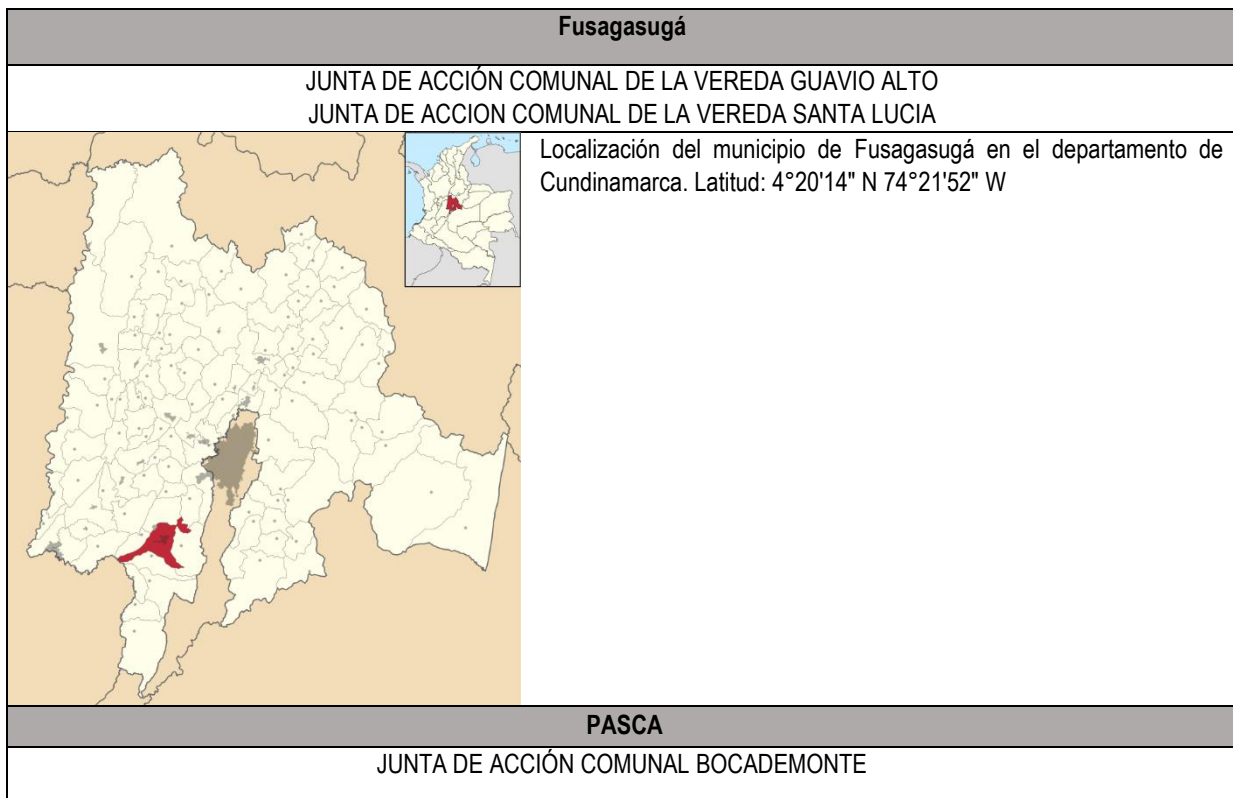 Fusagasugá
JUNTA DE ACCIÓN COMUNAL DE LA VEREDA GUAVIO ALTO
JUNTA DE ACCION COMUNAL DE LA VEREDA SANTA LUCIA
Localización del municipio de Fusagasugá en el departamento de
Cundinamarca. Latitud: 4°20'14" N 74°21'52" W
PASCA
JUNTA DE ACCIÓN COMUNAL BOCADEMONTE